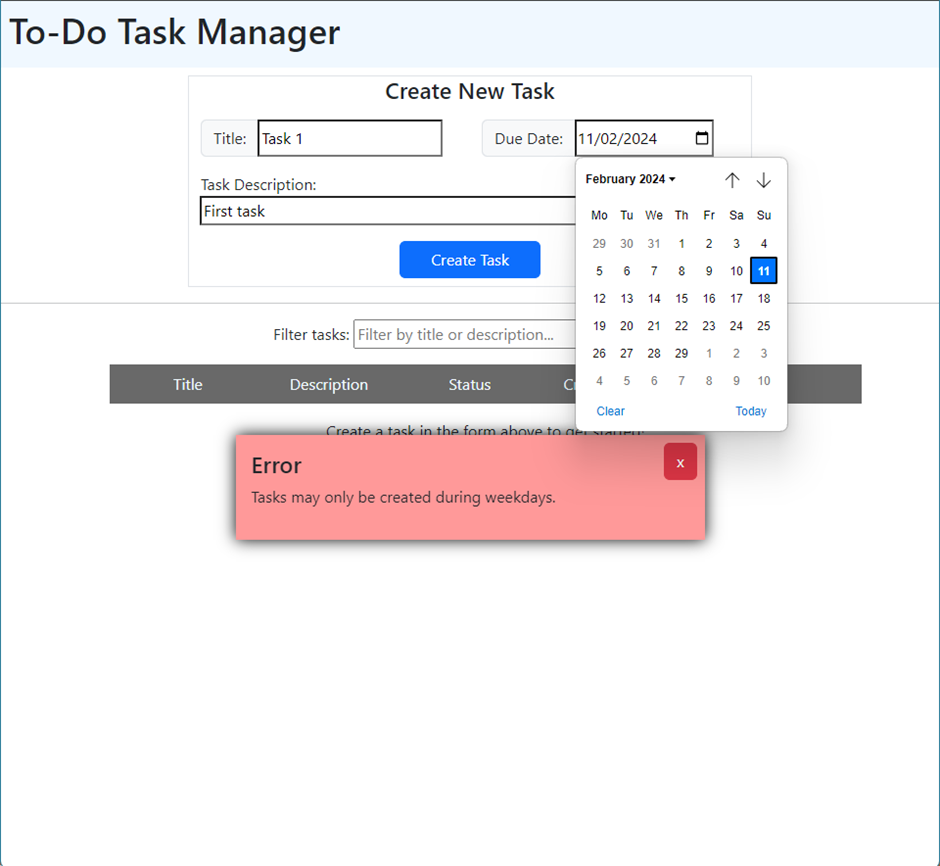 To-Do Task Manager
Create New Task
Title: Task 1 Due Date: 11/02/2024
Task Description:
First task
Create Task
February 2024
Mo Tu We Th Fr Sa Su
29 30 31 1 2 3 4
5 6 7 8 9 10 11
12 13 14 15 16 17 18
19 20 21 22 23 24 25
26 27 28 29 1 2 3
4 5 6 7 8 9 10
Clear Today
Filter tasks: Filter by title or description...
Title Description Status
Create a task in the form above to get started!
Error x
Tasks may only be created during weekdays.